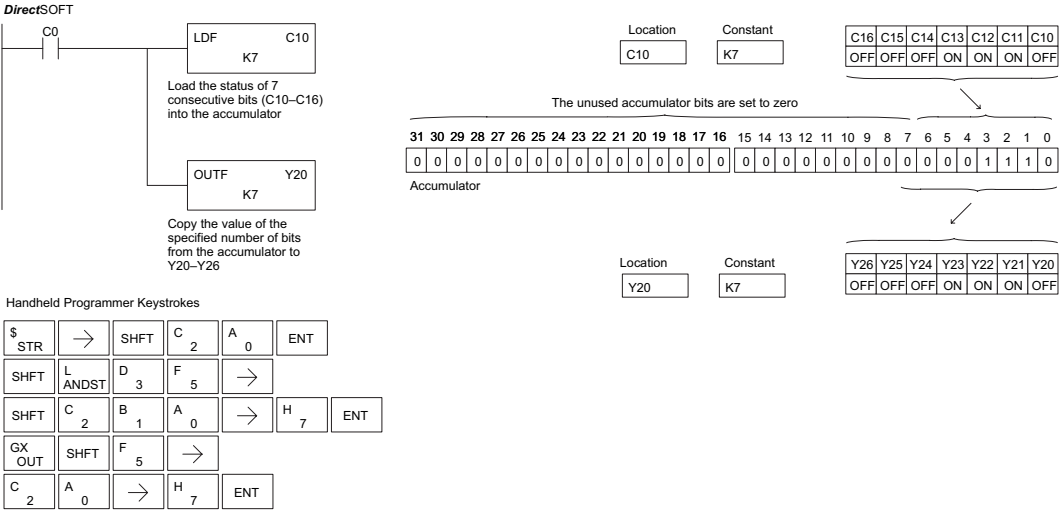 DirectSOFT
C0
LDF C10
K7
Load the status of 7
consecutive bits (C10–C16)
into the accumulator
OUTF Y20
K7
Copy the value of the
specified number of bits
from the accumulator to
Y20–Y26
Location Constant
C10 K7
C16 C15 C14 C13 C12 C11 C10
OFF OFF OFF ON ON ON OFF
The unused accumulator bits are set to zero
31 30 29 28 27 26 25 24 23 22 21 20 19 18 17 16 15 14 13 12 11 10 9 8 7 6 5 4 3 2 1 0
0 0 0 0 0 0 0 0 0 0 0 0 0 0 0 0 0 0 0 0 0 0 0 0 0 0 0 0 1 1 1 0
Accumulator
Location Constant
Y20 K7
Y26 Y25 Y24 Y23 Y22 Y21 Y20
OFF OFF OFF ON ON ON OFF
Handheld Programmer Keystrokes
$ STR → SHFT C 2 A 0 ENT
SHFT L ANDST D 3 F 5 →
SHFT C 2 B 1 A 0 → H 7 ENT
GX OUT SHFT F 5 →
C 2 A 0 → H 7 ENT